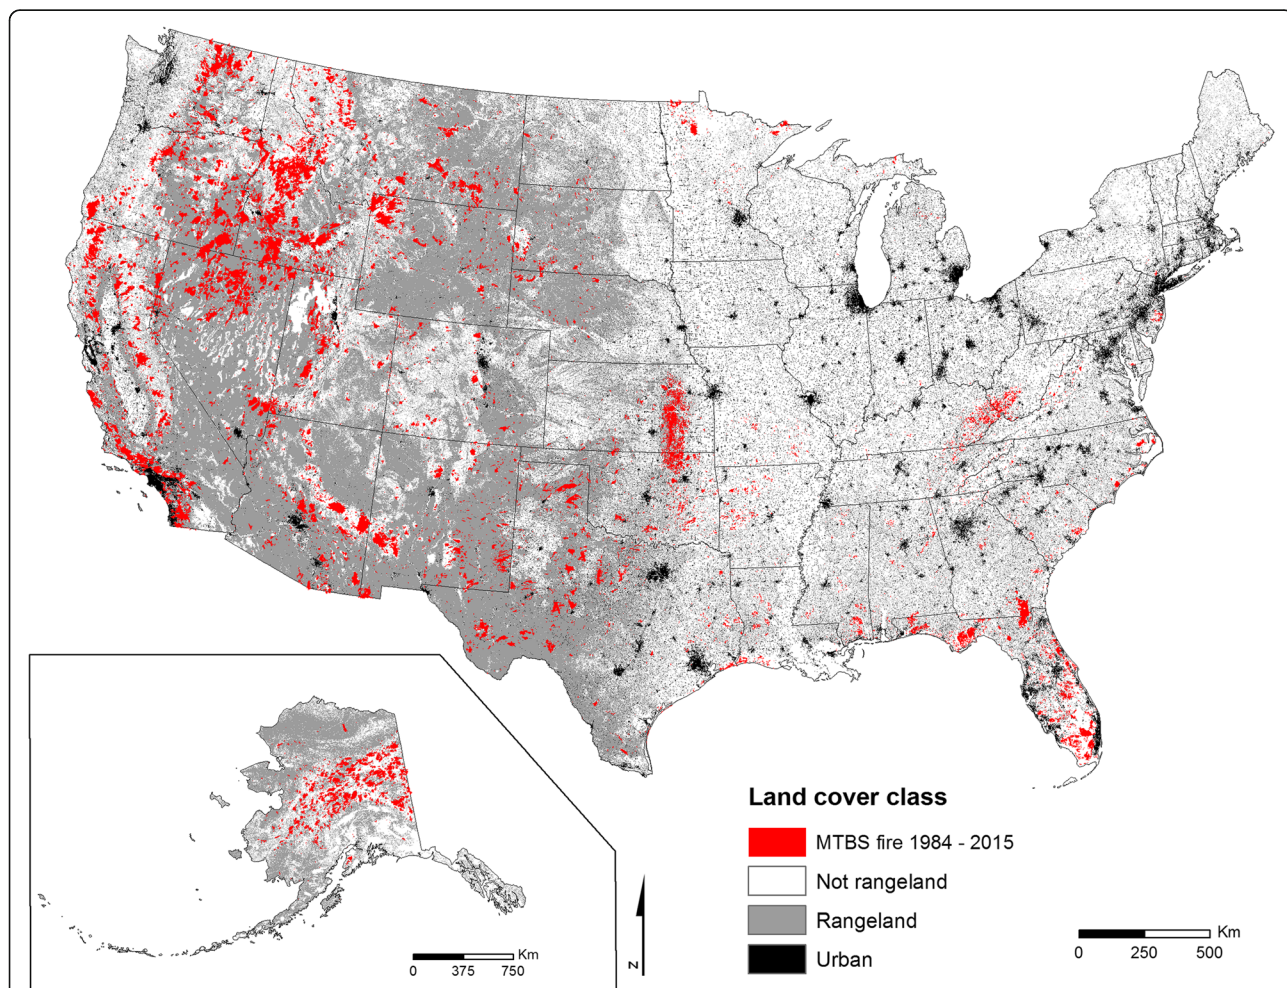 Land cover class
MTBS fire 1984 - 2015
Not rangeland
Rangeland
Urban
Km
0 375 750
N
Km
0 250 500